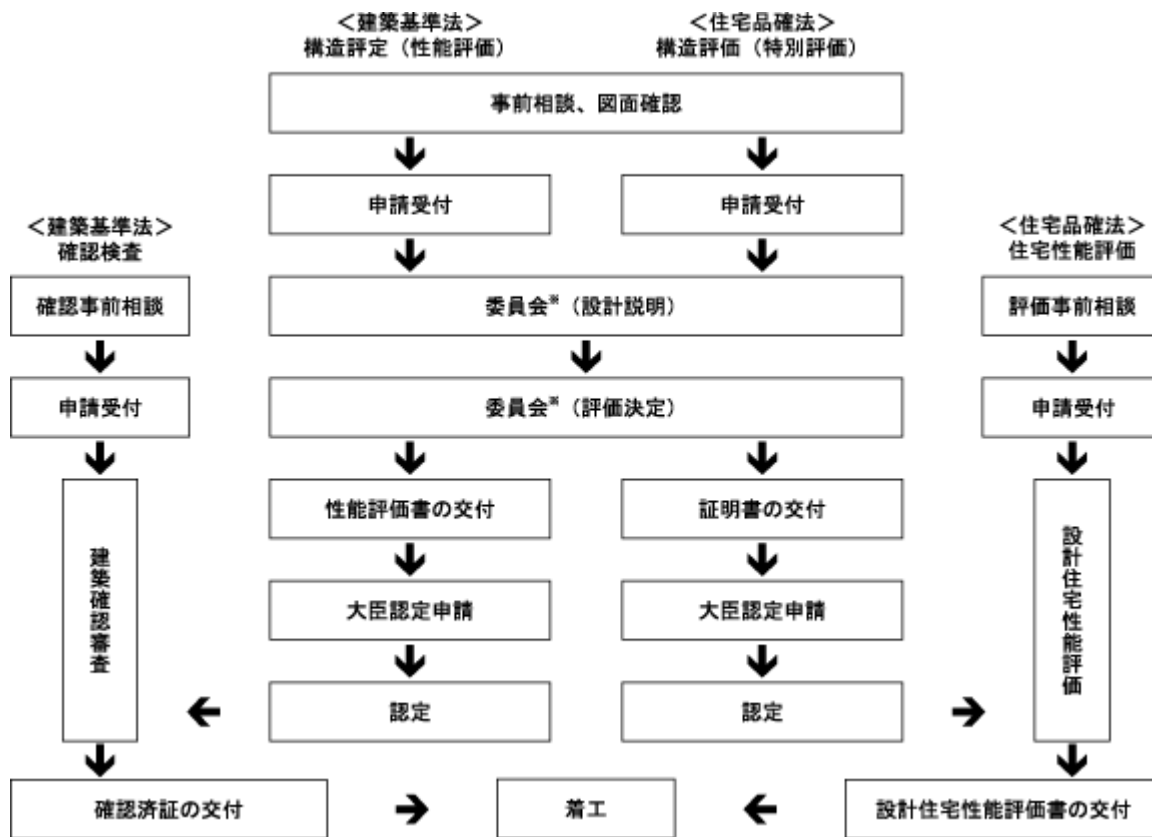 ＜建築基準法＞
構造評定（性能評価）
＜住宅品確法＞
構造評価（特別評価）
事前相談、図面確認
申請受付
申請受付
＜建築基準法＞
確認検査
＜住宅品確法＞
住宅性能評価
確認事前相談
委員会※（設計説明）
評価事前相談
申請受付
委員会※（評価決定）
申請受付
建築確認審査
性能評価書の交付
証明書の交付
設計住宅性能評価
大臣認定申請
大臣認定申請
認定
認定
確認済証の交付
着工
設計住宅性能評価書の交付